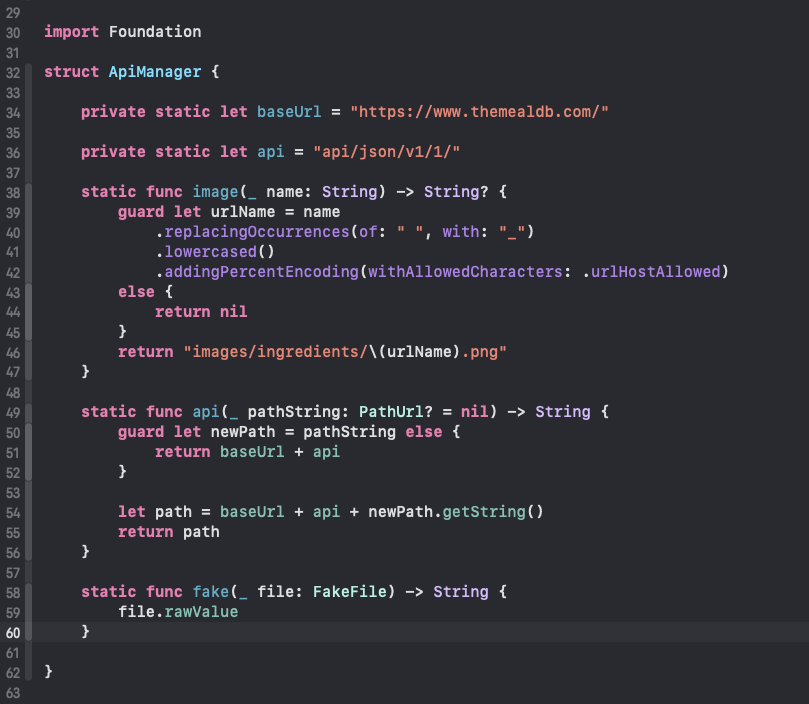 29
30 import Foundation
31
32 struct ApiManager {
33
34     private static let baseUrl = "https://www.themealdb.com/"
35
36     private static let api = "api/json/v1/1/"
37
38     static func image(_ name: String) -> String? {
39         guard let urlName = name
40             .replacingOccurrences(of: " ", with: "_")
41             .lowercased()
42             .addingPercentEncoding(withAllowedCharacters: .urlHostAllowed)
43         else {
44             return nil
45         }
46         return "images/ingredients/\(urlName).png"
47     }
48
49     static func api(_ pathString: PathUrl? = nil) -> String {
50         guard let newPath = pathString else {
51             return baseUrl + api
52         }
53
54         let path = baseUrl + api + newPath.getString()
55         return path
56     }
57
58     static func fake(_ file: FakeFile) -> String {
59         file.rawValue
60     }
61
62 }
63